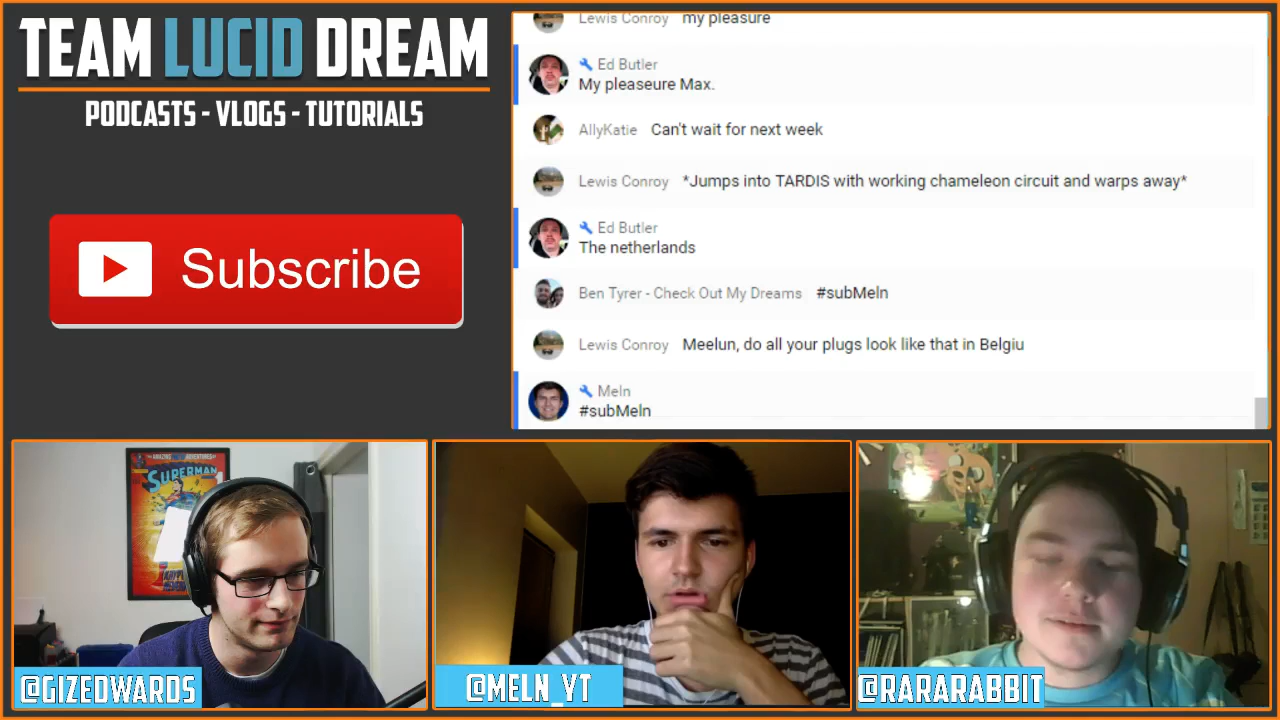 TEAM LUCID DREAM
PODCASTS - VLOGS - TUTORIALS
Subscribe
Lewis Conroy my pleasure
Ed Butler
My pleaseure Max.
AllyKatie Can't wait for next week
Lewis Conroy *Jumps into TARDIS with working chameleon circuit and warps away*
Ed Butler
The netherlands
Ben Tyrer - Check Out My Dreams #subMeln
Lewis Conroy Meelun, do all your plugs look like that in Belgiu
Meln
#subMeln
SUPERMAN
@GIZEDWARDS
@MELN_YT
@RARARABBIT